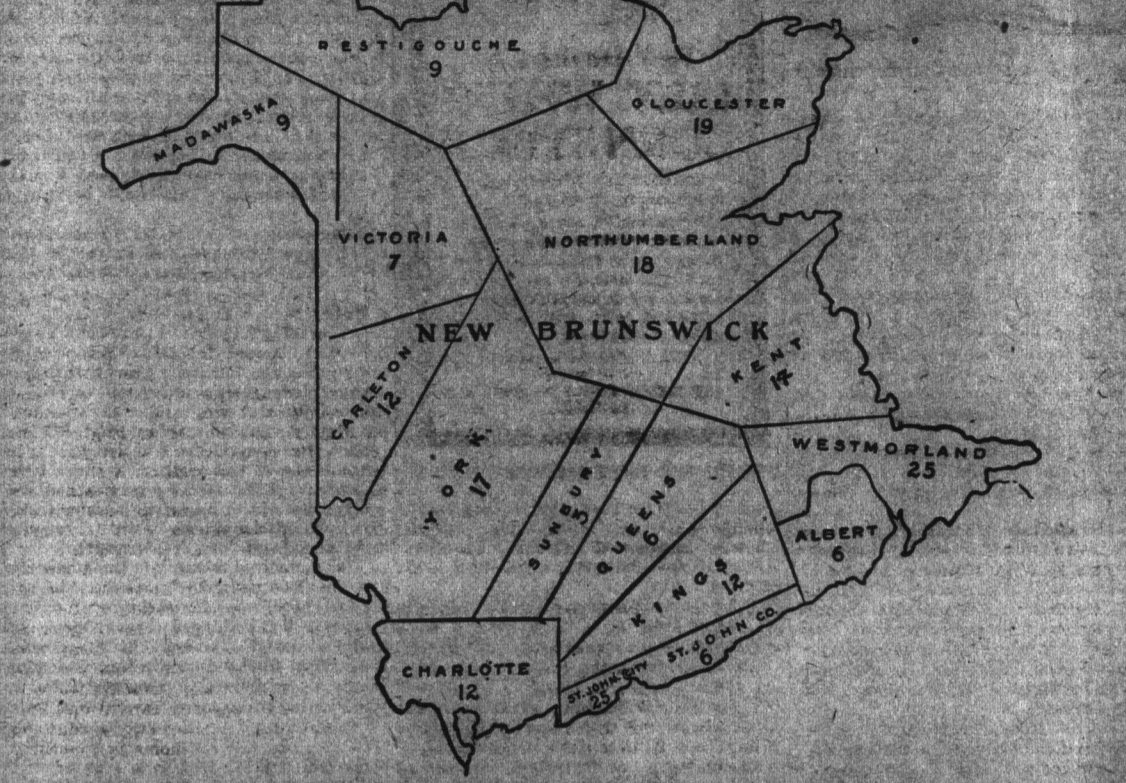 RESTIGOUCHE
9
MADAWASKA
9
GLOUCESTER
19
VICTORIA
7
NORTHUMBERLAND
18
NEW BRUNSWICK
CARLETON
12
KENT
YORK
17
SUNBURY
5
QUEENS
6
WESTMORLAND
25
ALBERT
6
KINGS
12
ST. JOHN CO.
6
ST. JOHN CITY
25
CHARLOTTE
12